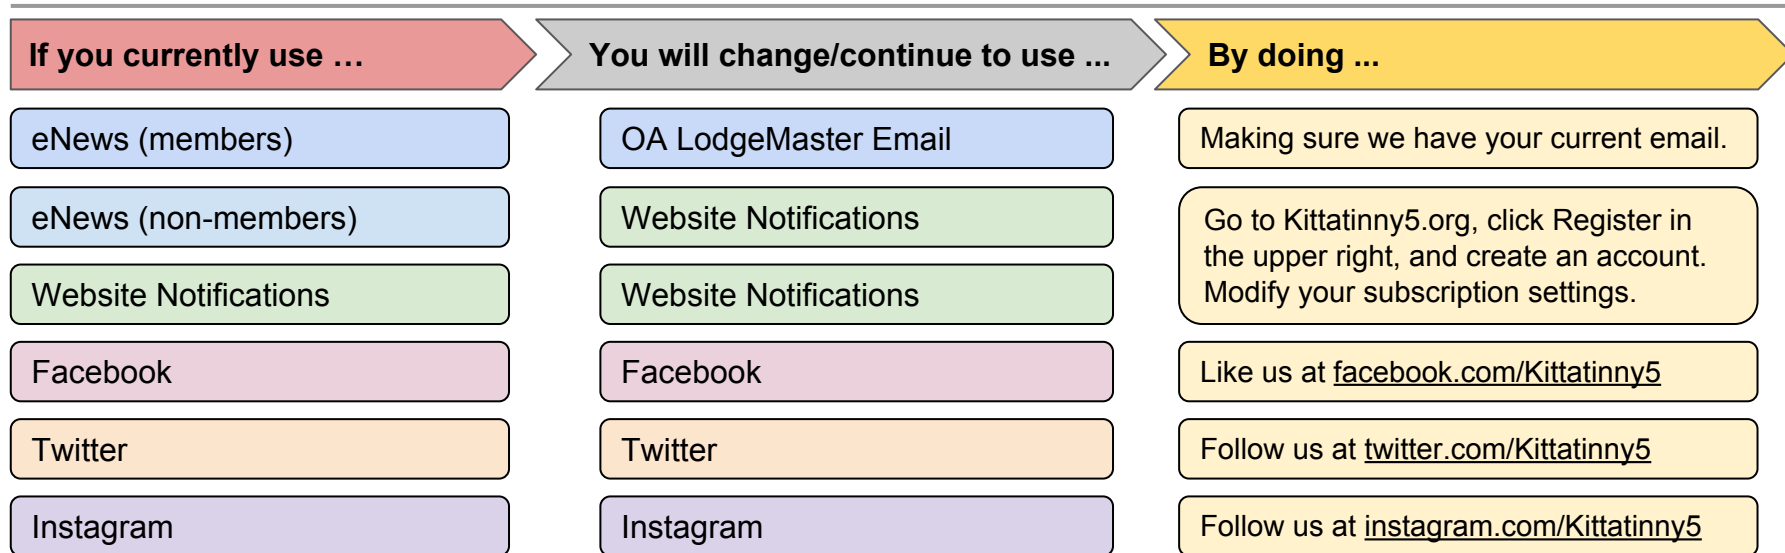 If you currently use …
You will change/continue to use ...
By doing ...
eNews (members)
OA LodgeMaster Email
Making sure we have your current email.
eNews (non-members)
Website Notifications
Go to Kittatinny5.org, click Register in
the upper right, and create an account.
Modify your subscription settings.
Website Notifications
Website Notifications
Facebook
Facebook
Like us at facebook.com/Kittatinny5
Twitter
Twitter
Follow us at twitter.com/Kittatinny5
Instagram
Instagram
Follow us at instagram.com/Kittatinny5